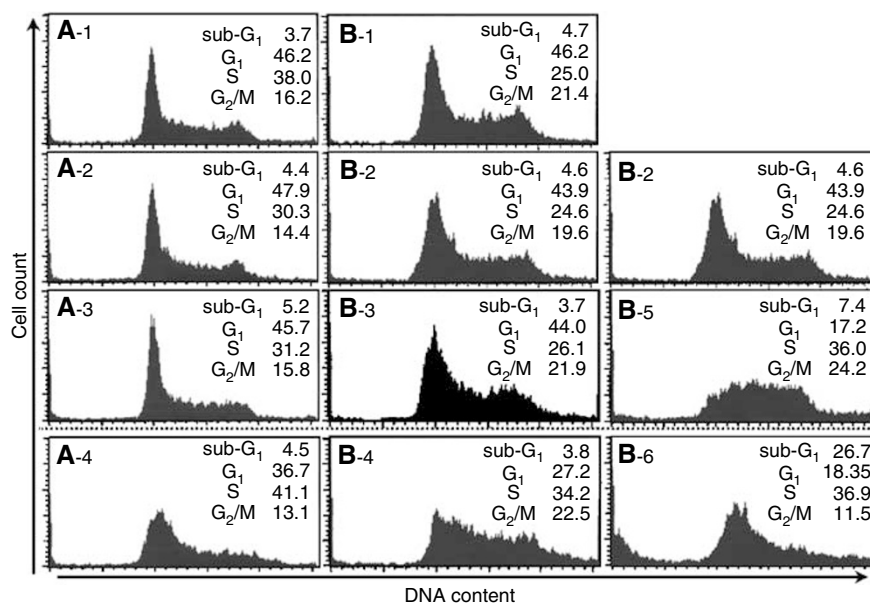 A-1
sub-G₁ 3.7
G₁ 46.2
S 38.0
G₂/M 16.2
B-1
sub-G₁ 4.7
G₁ 46.2
S 25.0
G₂/M 21.4
A-2
sub-G₁ 4.4
G₁ 47.9
S 30.3
G₂/M 14.4
B-2
sub-G₁ 4.6
G₁ 43.9
S 24.6
G₂/M 19.6
B-2
sub-G₁ 4.6
G₁ 43.9
S 24.6
G₂/M 19.6
A-3
sub-G₁ 5.2
G₁ 45.7
S 31.2
G₂/M 15.8
B-3
sub-G₁ 3.7
G₁ 44.0
S 26.1
G₂/M 21.9
B-5
sub-G₁ 7.4
G₁ 17.2
S 36.0
G₂/M 24.2
A-4
sub-G₁ 4.5
G₁ 36.7
S 41.1
G₂/M 13.1
B-4
sub-G₁ 3.8
G₁ 27.2
S 34.2
G₂/M 22.5
B-6
sub-G₁ 26.7
G₁ 18.35
S 36.9
G₂/M 11.5
Cell count
DNA content